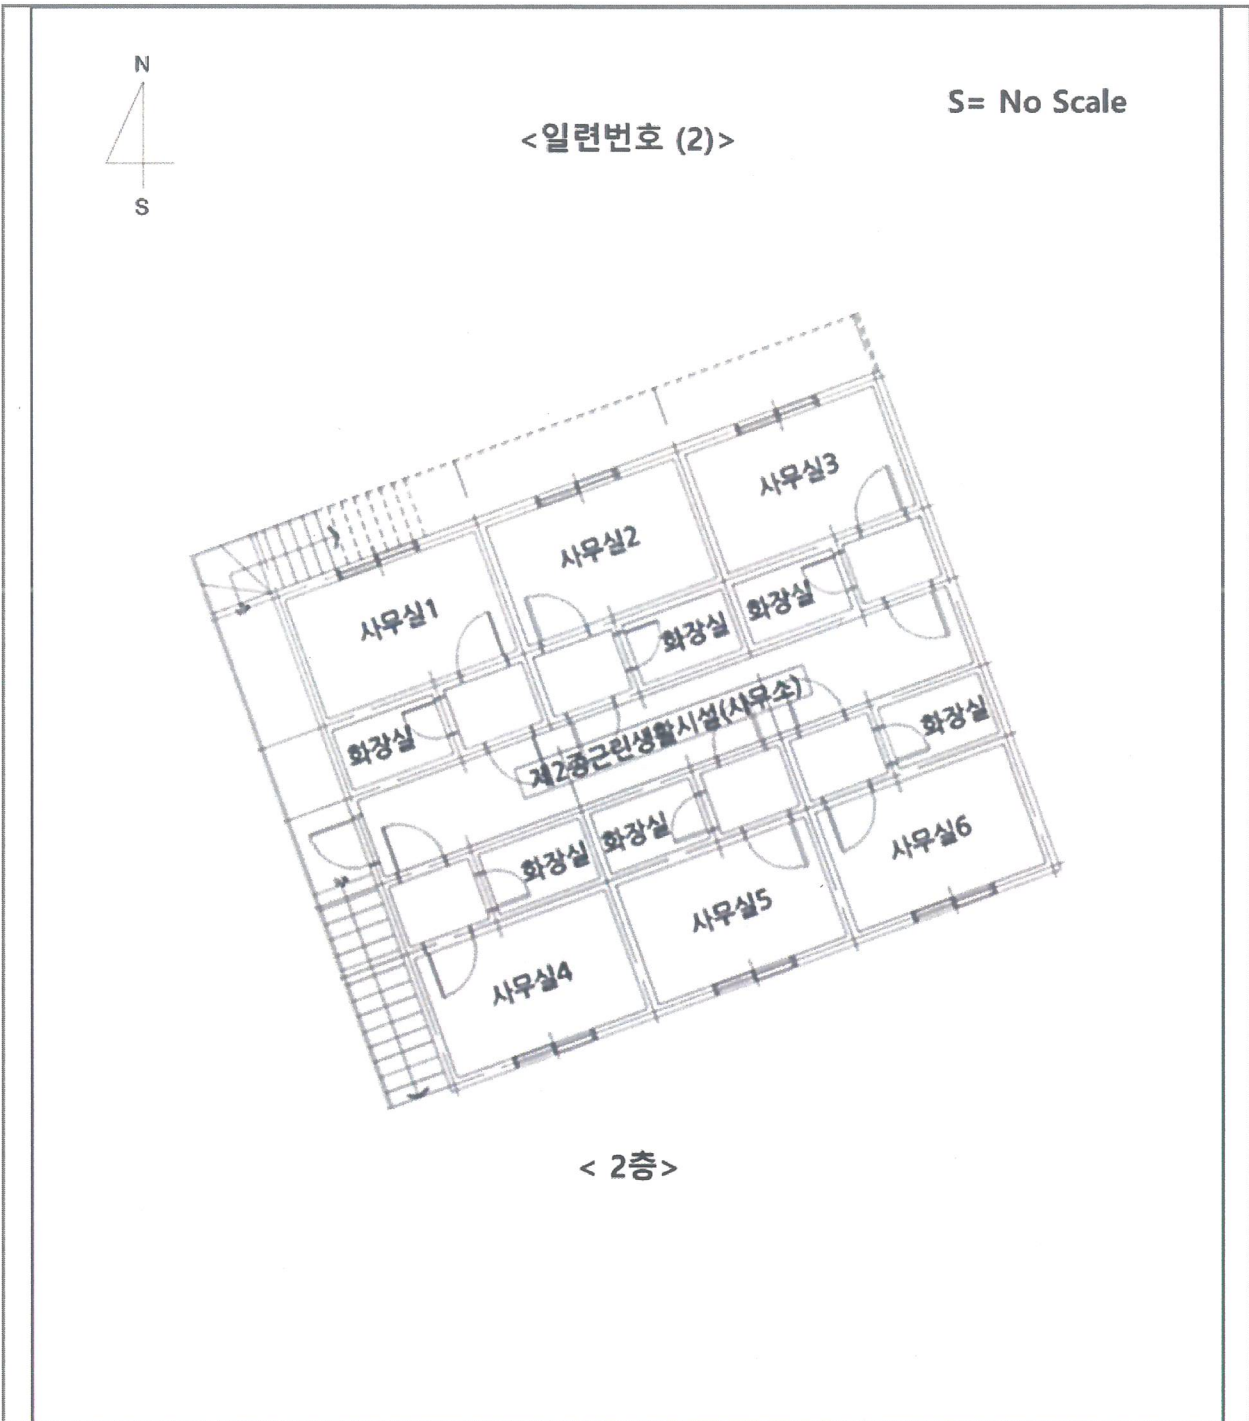 N
S
S= No Scale
<일련번호 (2)>
사무실3
사무실2
사무실1
화장실
화장실
화장실
제2종근린생활시설(사무소)
화장실
화장실
화장실
사무실6
사무실5
사무실4
< 2층>